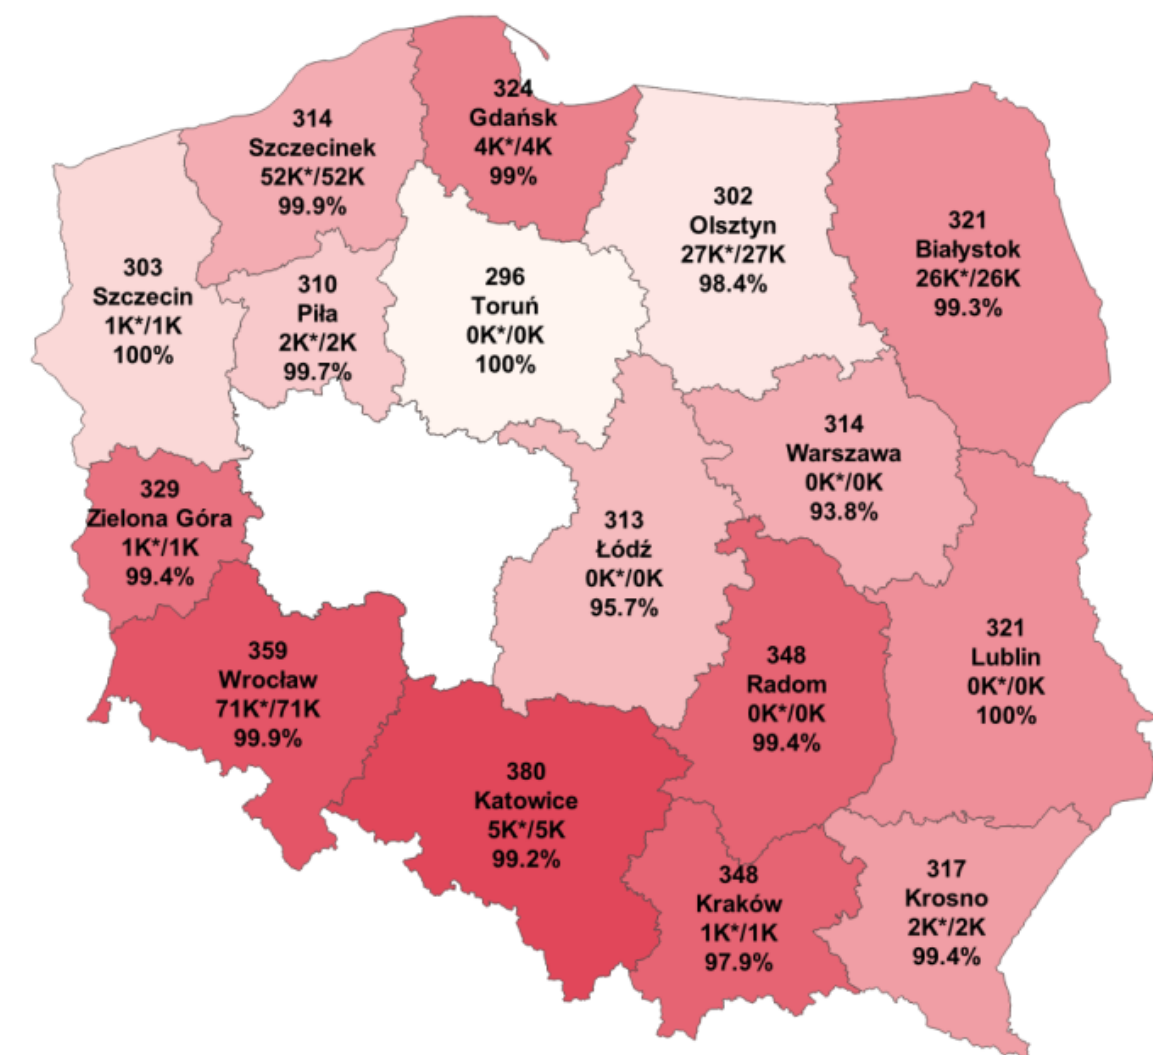 324
Gdańsk
4K*/4K
99%
314
Szczecinek
52K*/52K
99.9%
302
Olsztyn
27K*/27K
98.4%
321
Białystok
26K*/26K
99.3%
303
Szczecin
1K*/1K
100%
310
Piła
2K*/2K
99.7%
296
Toruń
0K*/0K
100%
314
Warszawa
0K*/0K
93.8%
329
Zielona Góra
1K*/1K
99.4%
313
Łódź
0K*/0K
95.7%
321
Lublin
0K*/0K
100%
359
Wrocław
71K*/71K
99.9%
348
Radom
0K*/0K
99.4%
380
Katowice
5K*/5K
99.2%
348
Kraków
1K*/1K
97.9%
317
Krosno
2K*/2K
99.4%